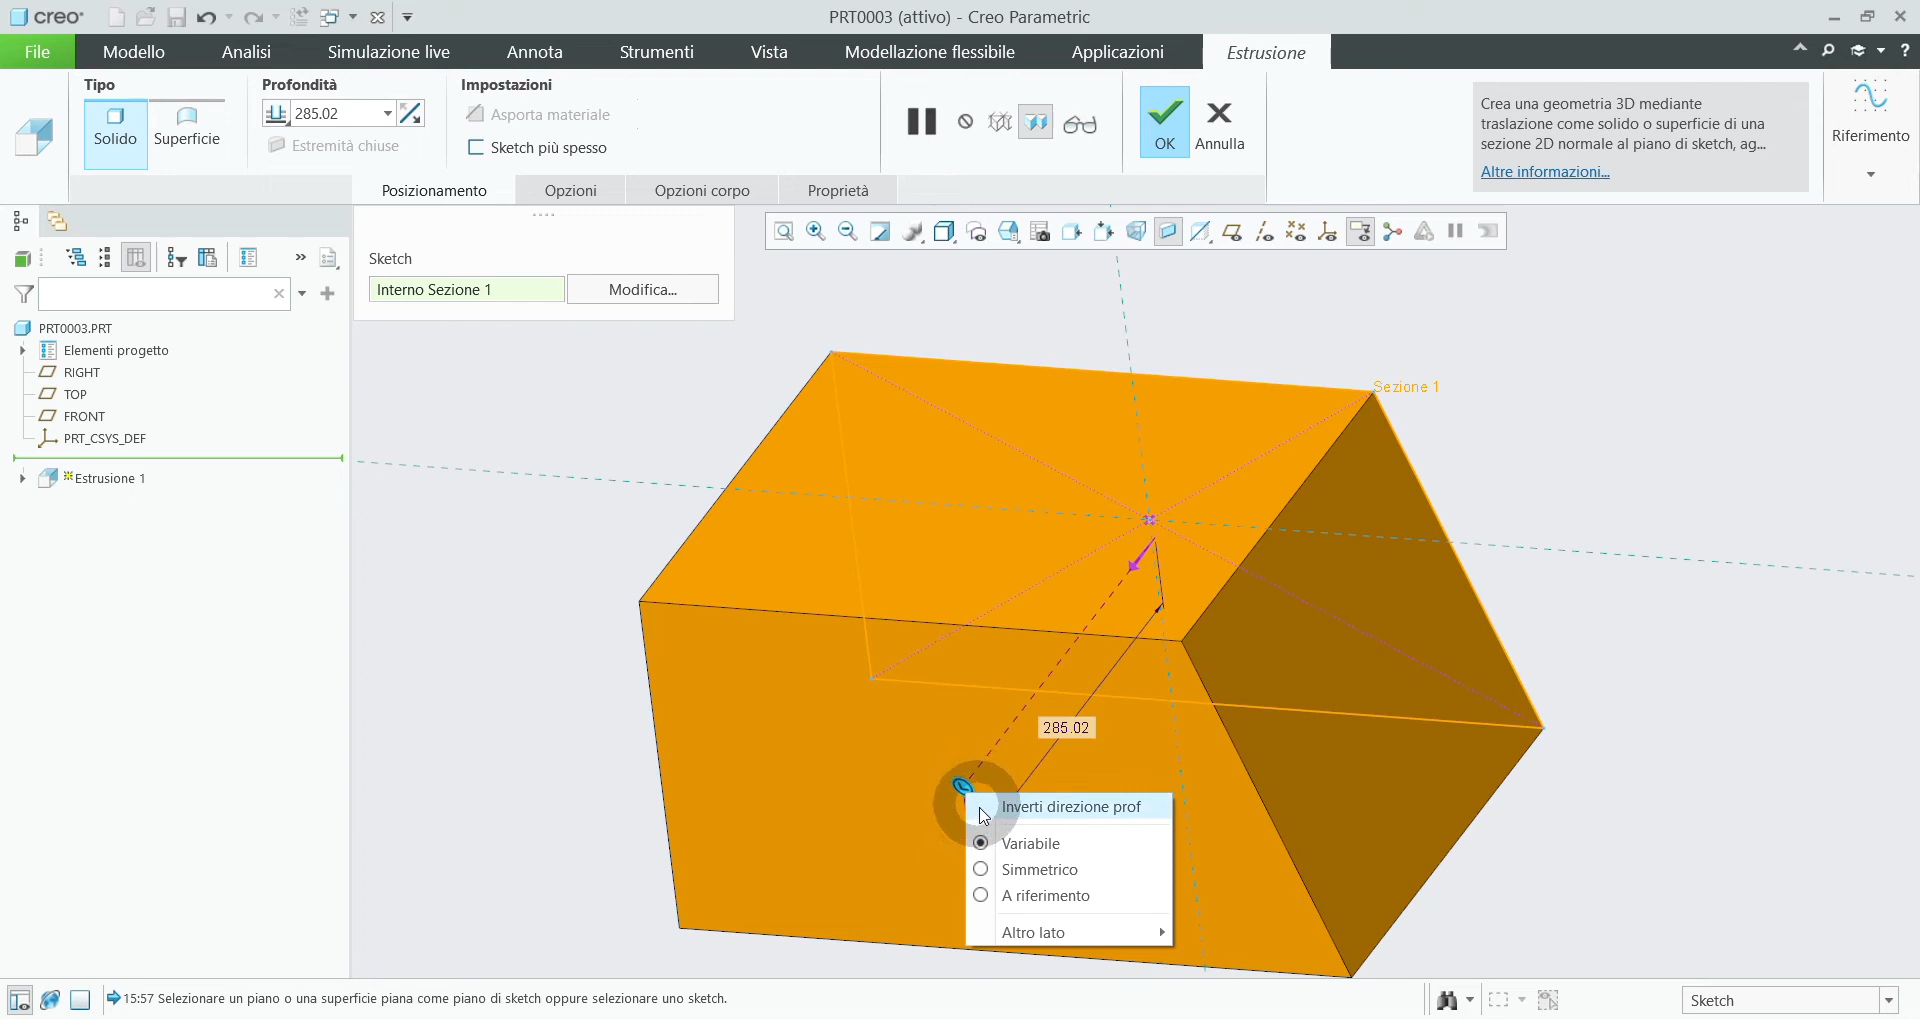 creo
PRT0003 (attivo) - Creo Parametric
File
Modello
Analisi
Simulazione live
Annota
Strumenti
Vista
Modellazione flessibile
Applicazioni
Estrusione
Tipo
Profondità
Impostazioni
Solido
Superficie
285.02
Estremità chiuse
Asporta materiale
Sketch più spesso
OK
Annulla
Crea una geometria 3D mediante
traslazione come solido o superficie di una
sezione 2D normale al piano di sketch, ag...
Altre informazioni...
Riferimento
Posizionamento
Opzioni
Opzioni corpo
Proprietà
Sketch
Interno Sezione 1
Modifica...
PRT0003.PRT
Elementi progetto
RIGHT
TOP
FRONT
PRT_CSYS_DEF
Estrusione 1
Sezione 1
285.02
Inverti direzione prof
Variabile
Simmetrico
A riferimento
Altro lato
15:57 Selezionare un piano o una superficie piana come piano di sketch oppure selezionare uno sketch.
Sketch